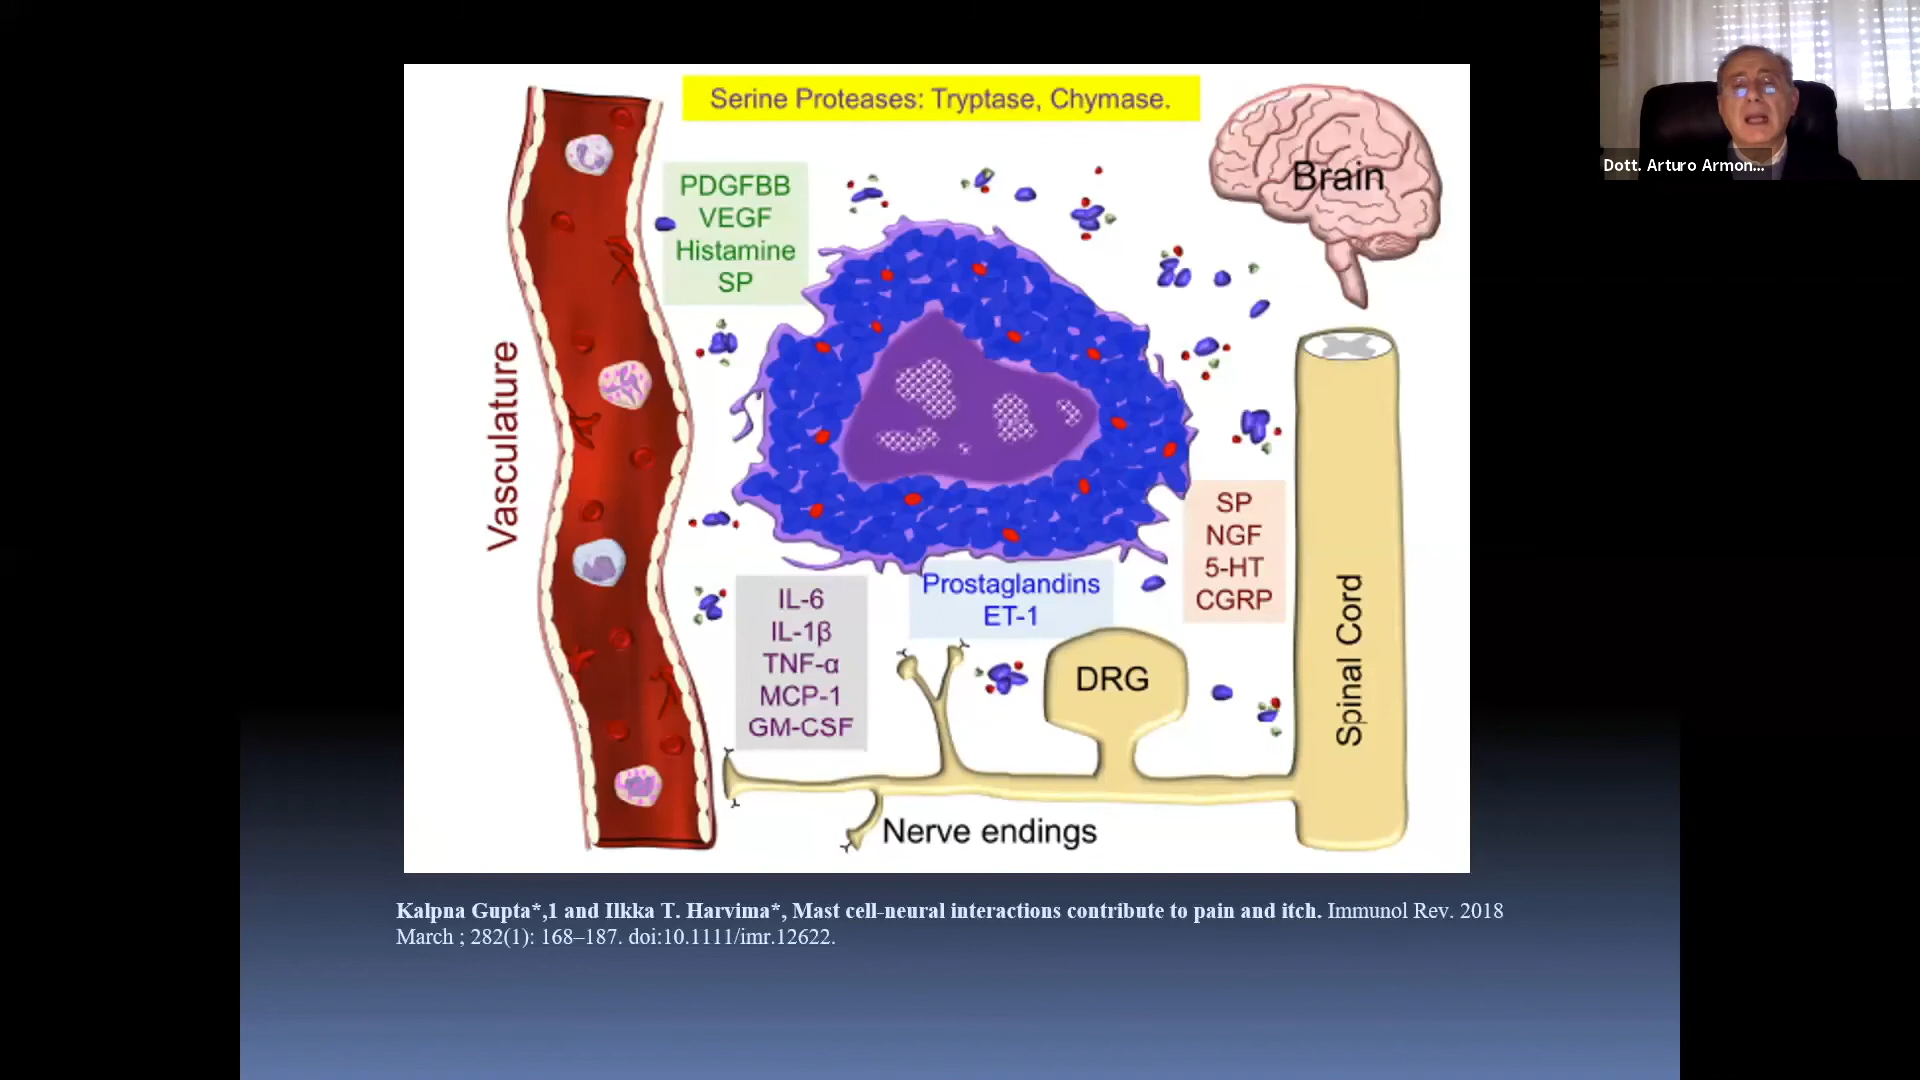 Serine Proteases: Tryptase, Chymase.
PDGFBB
VEGF
Histamine
SP
Brain
Dott. Arturo Armon...
Vasculature
SP
NGF
5-HT
CGRP
Prostaglandins
ET-1
IL-6
IL-1β
TNF-α
MCP-1
GM-CSF
DRG
Spinal Cord
Nerve endings
Kalpna Gupta*,1 and Ilkka T. Harvima*, Mast cell-neural interactions contribute to pain and itch. Immunol Rev. 2018
March ; 282(1): 168–187. doi:10.1111/imr.12622.